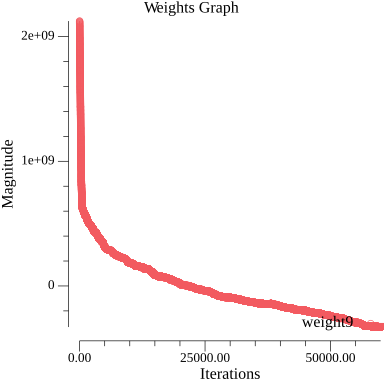 Weights Graph
2e+09
1e+09
0
Magnitude
weight9
0.00
25000.00
50000.00
Iterations